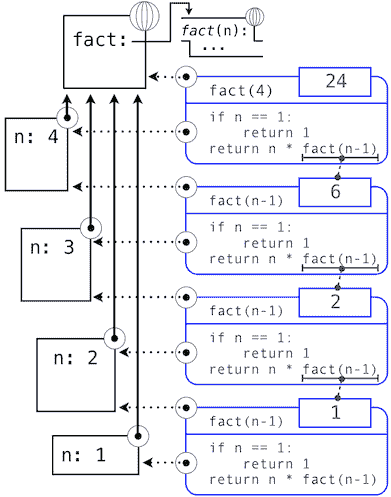 fact:
fact(n):
...
fact(4)
24
n: 4
if n == 1:
return 1
return n * fact(n-1)
fact(n-1)
6
n: 3
if n == 1:
return 1
return n * fact(n-1)
fact(n-1)
2
n: 2
if n == 1:
return 1
return n * fact(n-1)
fact(n-1)
1
n: 1
if n == 1:
return 1
return n * fact(n-1)